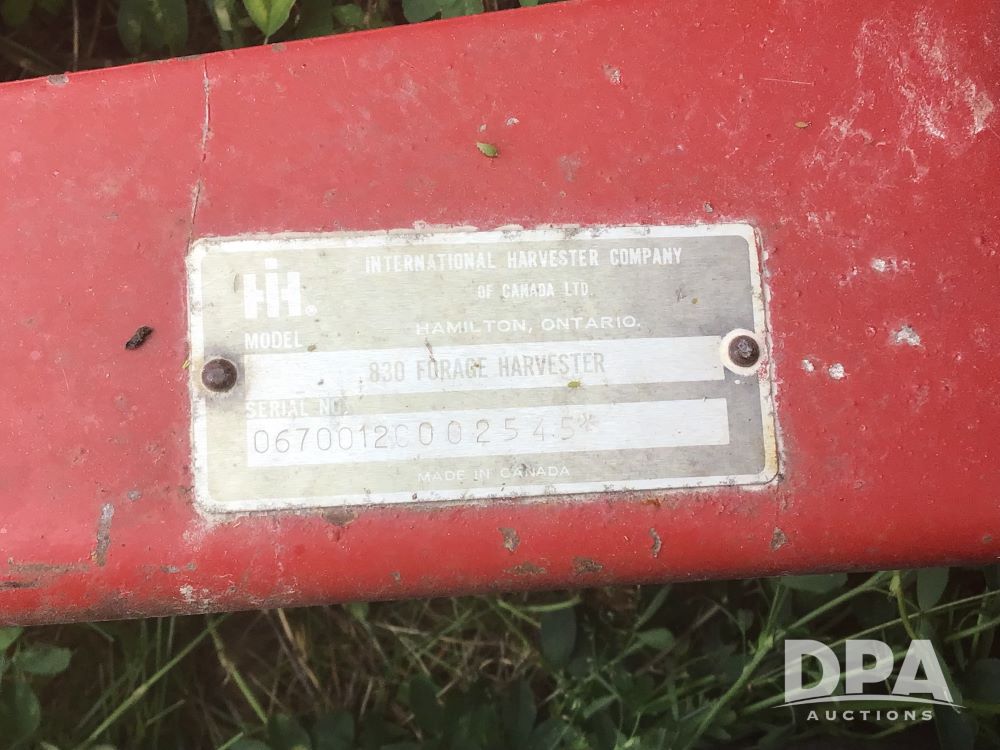 INTERNATIONAL HARVESTER COMPANY
OF CANADA LTD.
HAMILTON, ONTARIO.
IH®
MODEL
830 FORAGE HARVESTER
SERIAL NO.
0670012C002545*
MADE IN CANADA
DPA
AUCTIONS